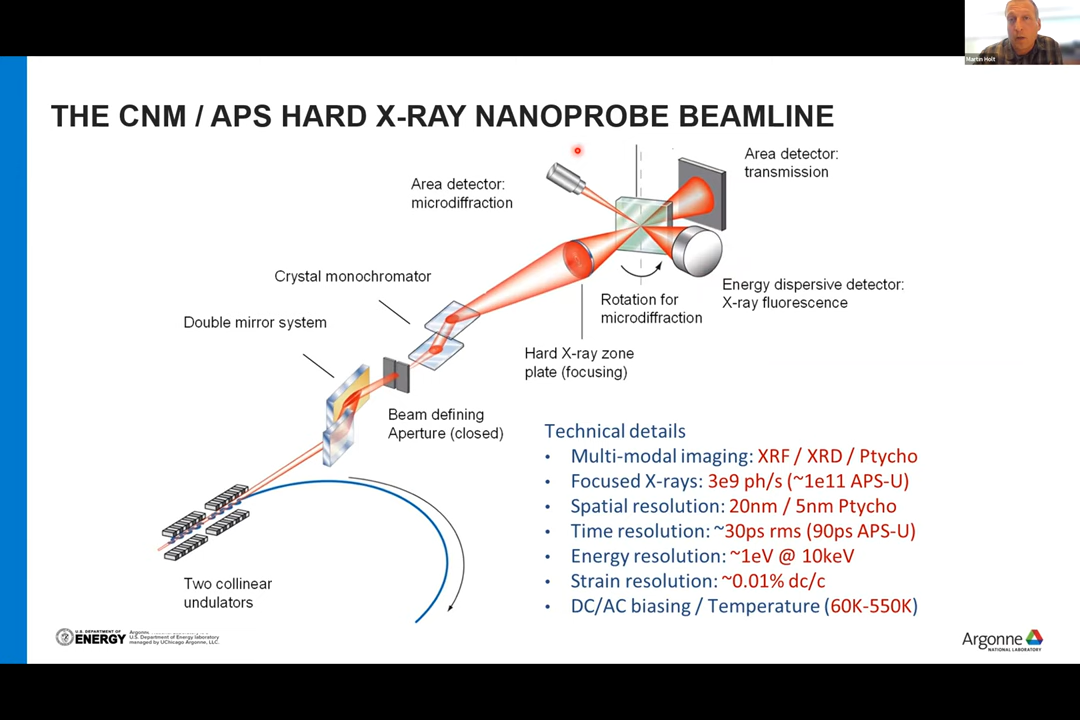 Martin Holt
THE CNM / APS HARD X-RAY NANOPROBE BEAMLINE
Area detector:
transmission
Area detector:
microdiffraction
Crystal monochromator
Energy dispersive detector:
X-ray fluorescence
Rotation for
microdiffraction
Double mirror system
Hard X-ray zone
plate (focusing)
Beam defining
Aperture (closed)
Technical details
• Multi-modal imaging: XRF / XRD / Ptycho
• Focused X-rays: 3e9 ph/s (~1e11 APS-U)
• Spatial resolution: 20nm / 5nm Ptycho
• Time resolution: ~30ps rms (90ps APS-U)
• Energy resolution: ~1eV @ 10keV
• Strain resolution: ~0.01% dc/c
• DC/AC biasing / Temperature (60K-550K)
Two collinear
undulators
U.S. DEPARTMENT OF
ENERGY
Argonne
U.S. Department of Energy laboratory
managed by UChicago Argonne, LLC.
Argonne
NATIONAL LABORATORY